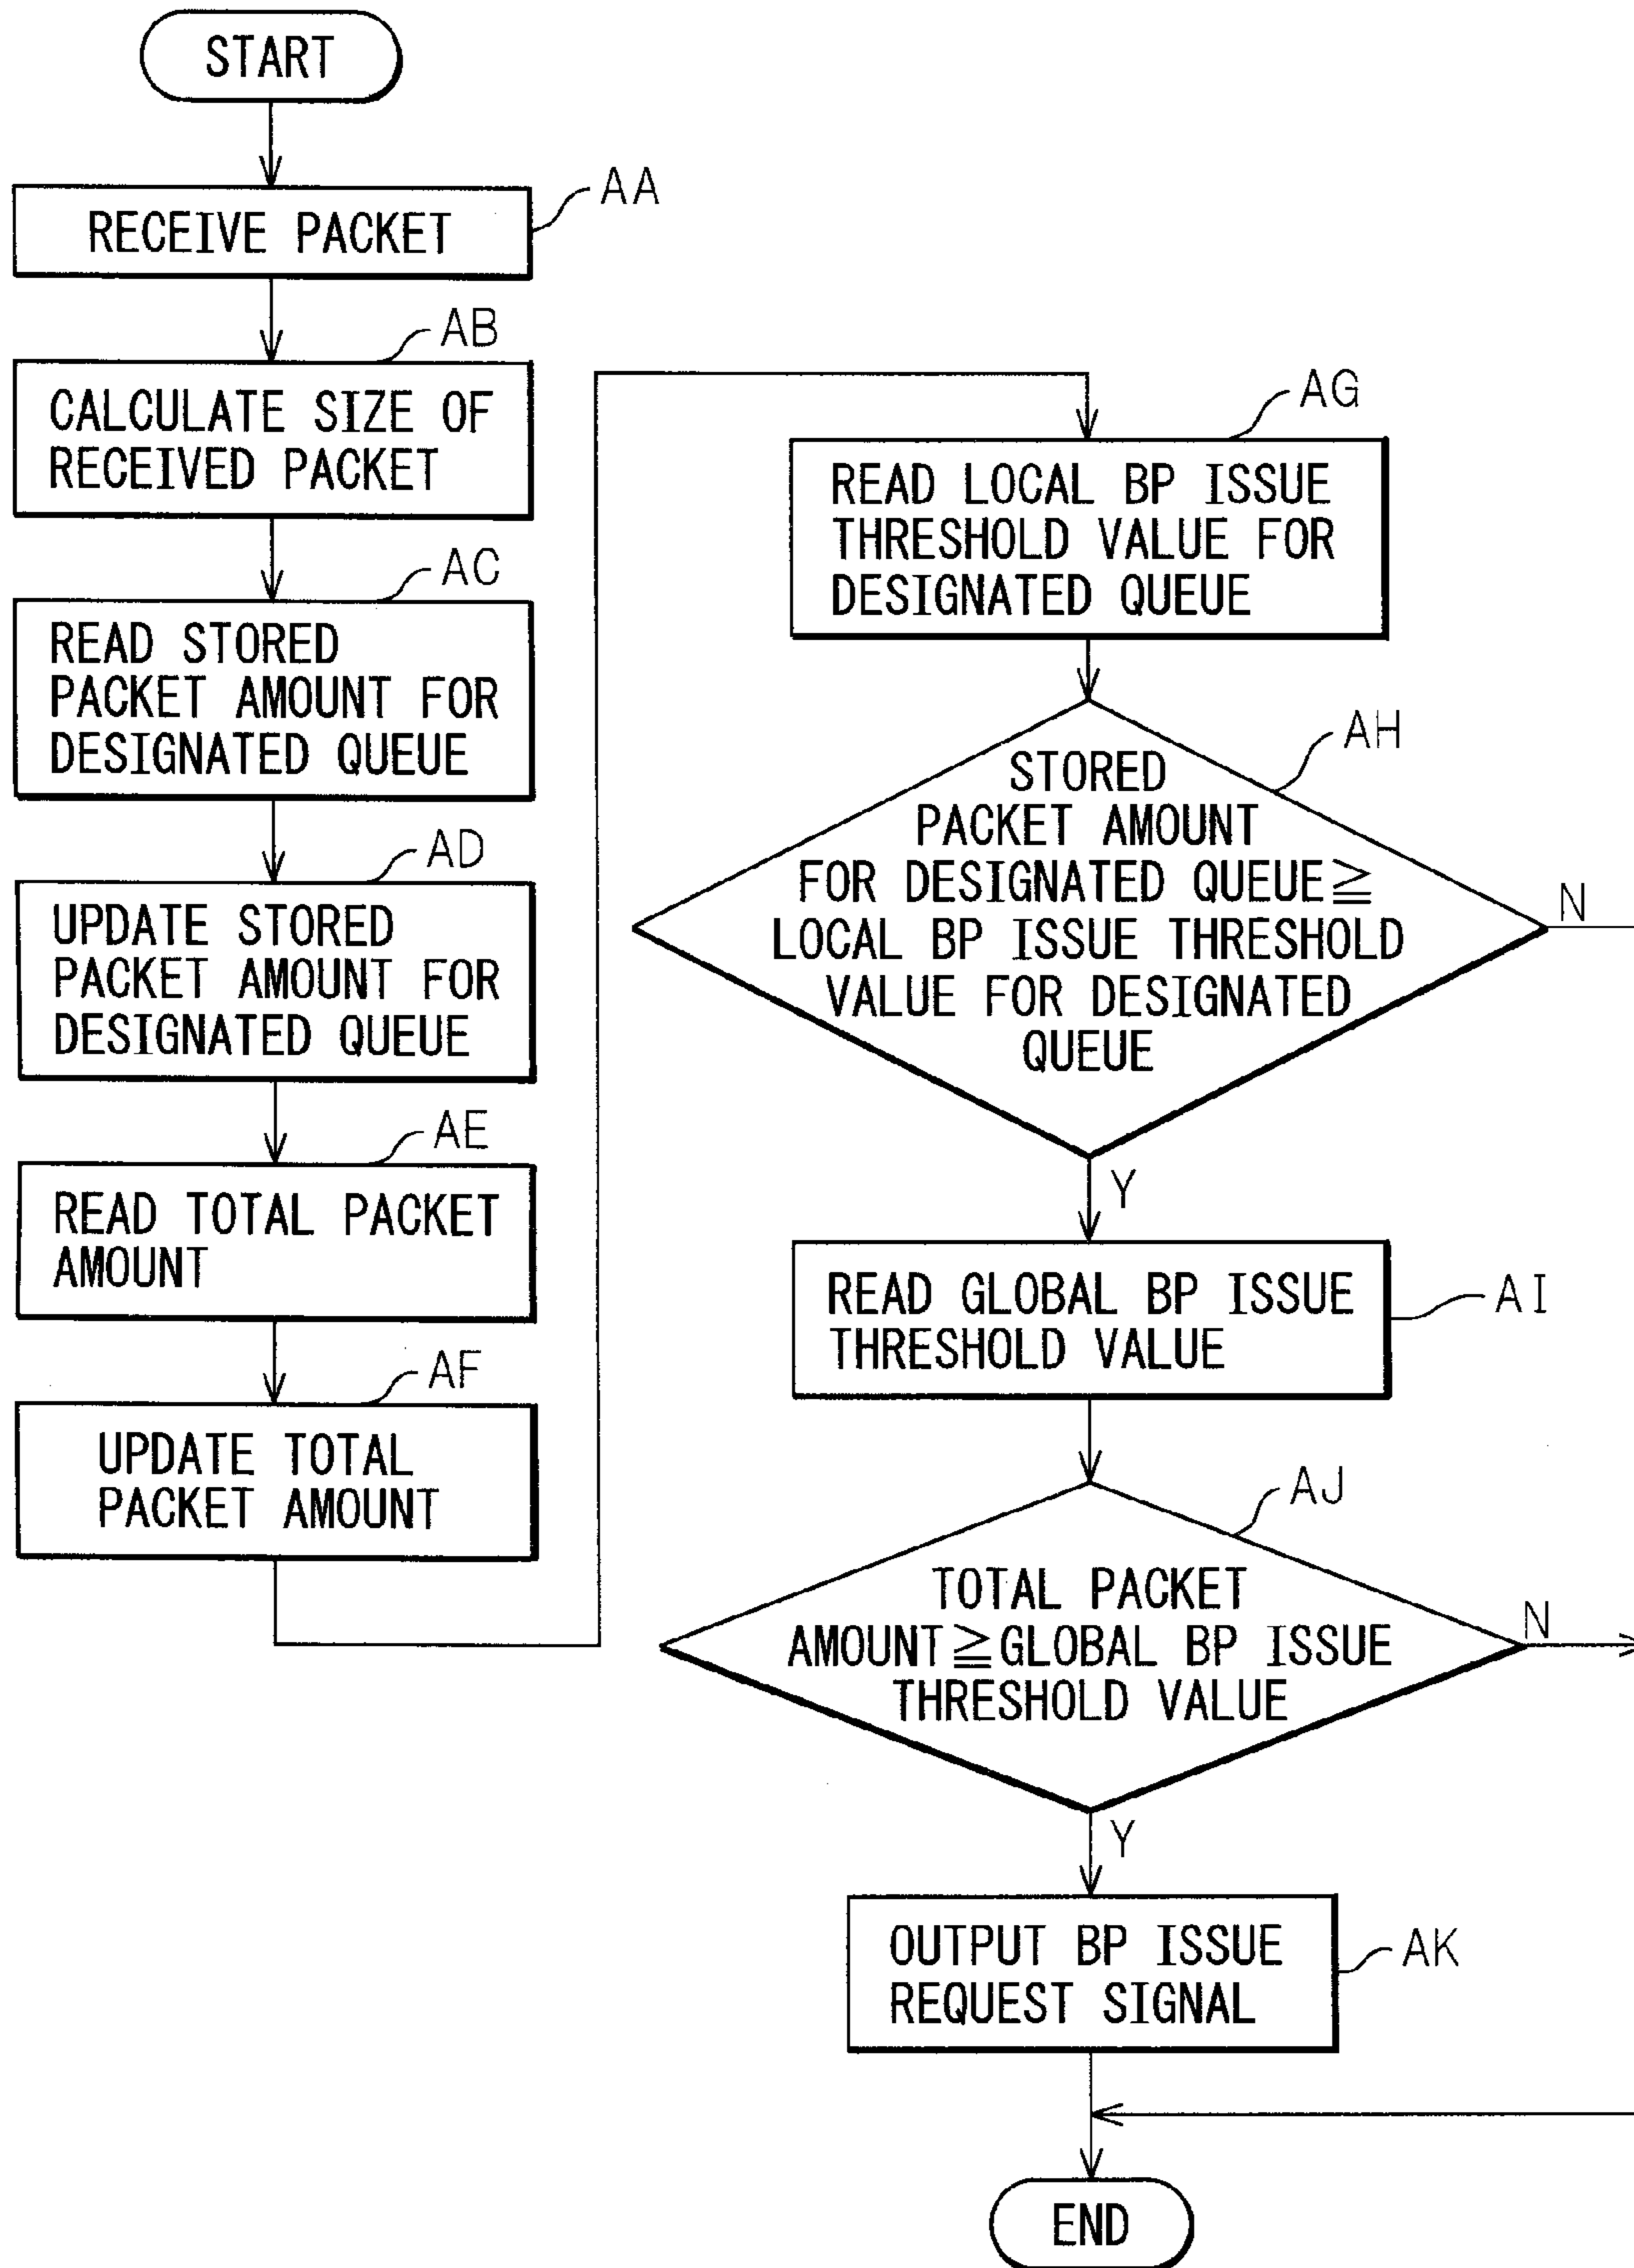 START
RECEIVE PACKET
AA
AB
CALCULATE SIZE OF
RECEIVED PACKET
AC
READ STORED
PACKET AMOUNT FOR
DESIGNATED QUEUE
AD
UPDATE STORED
PACKET AMOUNT FOR
DESIGNATED QUEUE
AE
READ TOTAL PACKET
AMOUNT
AF
UPDATE TOTAL
PACKET AMOUNT
AG
READ LOCAL BP ISSUE
THRESHOLD VALUE FOR
DESIGNATED QUEUE
AH
STORED
PACKET AMOUNT
FOR DESIGNATED QUEUE≧
LOCAL BP ISSUE THRESHOLD
VALUE FOR DESIGNATED
QUEUE
N
Y
READ GLOBAL BP ISSUE
THRESHOLD VALUE
AI
AJ
TOTAL PACKET
AMOUNT≧GLOBAL BP ISSUE
THRESHOLD VALUE
N
Y
OUTPUT BP ISSUE
REQUEST SIGNAL
AK
END